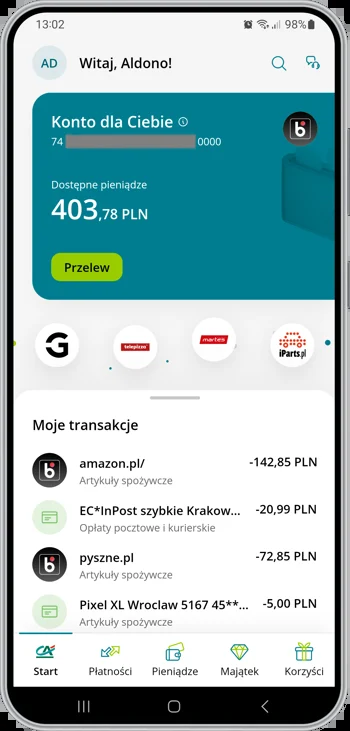 13:02
98%
AD
Witaj, Aldono!
Konto dla Ciebie
74 0000
b
Dostępne pieniądze
403,78 PLN
Przelew
G
telepizza
martes
iParts.pl
Moje transakcje
b
amazon.pl/
-142,85 PLN
Artykuły spożywcze
EC*InPost szybkie Krakow...
-20,99 PLN
Opłaty pocztowe i kurierskie
b
pyszne.pl
-72,85 PLN
Artykuły spożywcze
Pixel XL Wroclaw 5167 45**...
-5,00 PLN
Artykuły spożywcze
CA
Start
Płatności
Pieniądze
Majątek
Korzyści